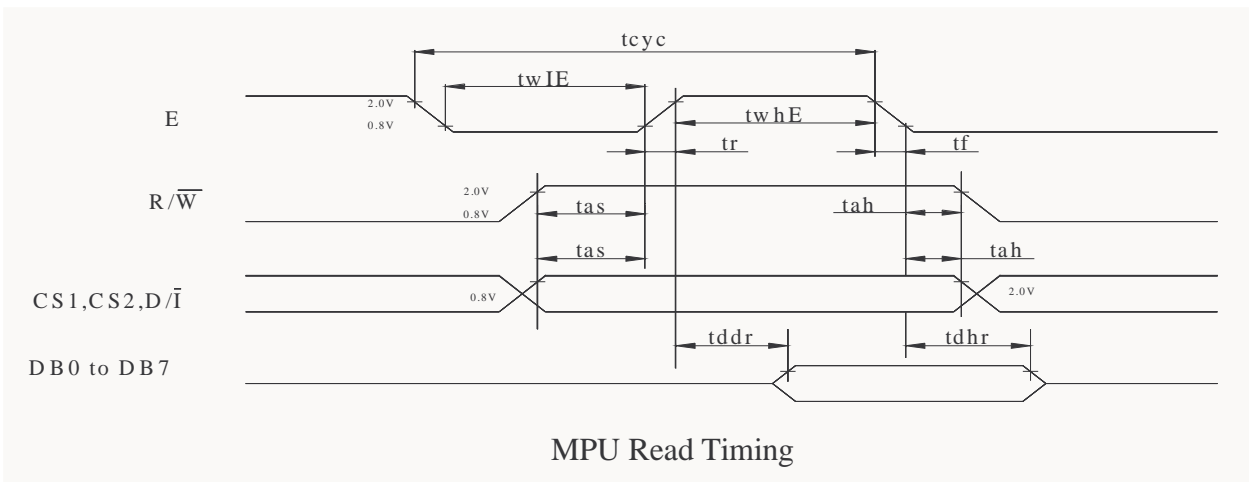 tcyc
twIE
2.0V
E
0.8V
twhE
tr
tf
R/W̅
2.0V
0.8V
tas
tah
tas
tah
CS1,CS2,D/I̅
0.8V
2.0V
tddr
tdhr
DB0 to DB7
MPU Read Timing